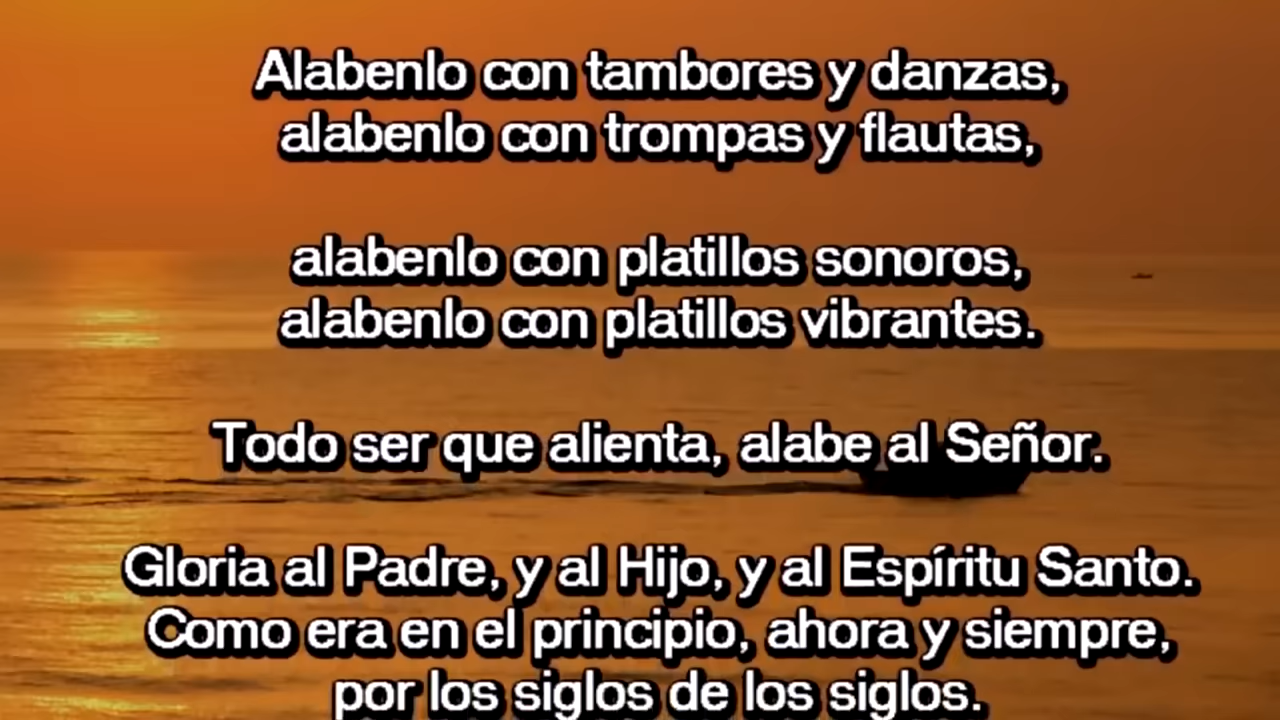 Alabenlo con tambores y danzas,
alabenlo con trompas y flautas,
alabenlo con platillos sonoros,
alabenlo con platillos vibrantes.
Todo ser que alienta, alabe al Señor.
Gloria al Padre, y al Hijo, y al Espíritu Santo.
Como era en el principio, ahora y siempre,
por los siglos de los siglos.